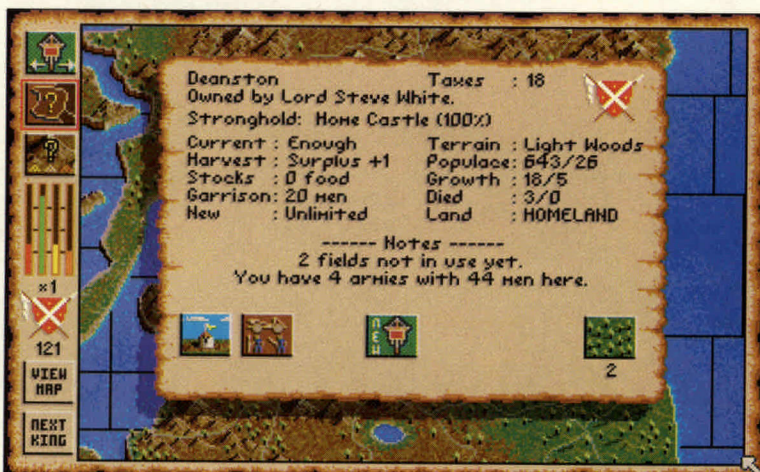 Deanston Taxes : 18
Owned by Lord Steve White.
Stronghold: Home Castle (100%)
Current : Enough Terrain : Light Woods
Harvest : Surplus +1 Populace: 643/26
Stocks : 0 food Growth : 18/5
Garrison: 20 men Died : 3/0
New : Unlimited Land : HOMELAND
------ Notes ------
2 fields not in use yet.
You have 4 armies with 44 men here.
NEW
2
x1
121
VIEW
MAP
NEXT
KING